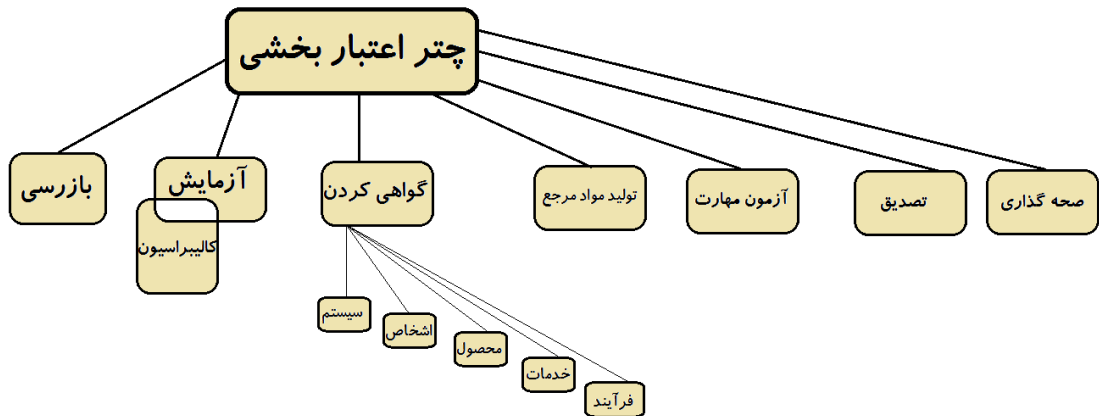 چتر اعتبار بخشی
صحه گذاری
تصدیق
آزمون مهارت
تولید مواد مرجع
گواهی کردن
آزمایش
کالیبراسیون
بازرسی
سیستم
اشخاص
محصول
خدمات
فرآیند